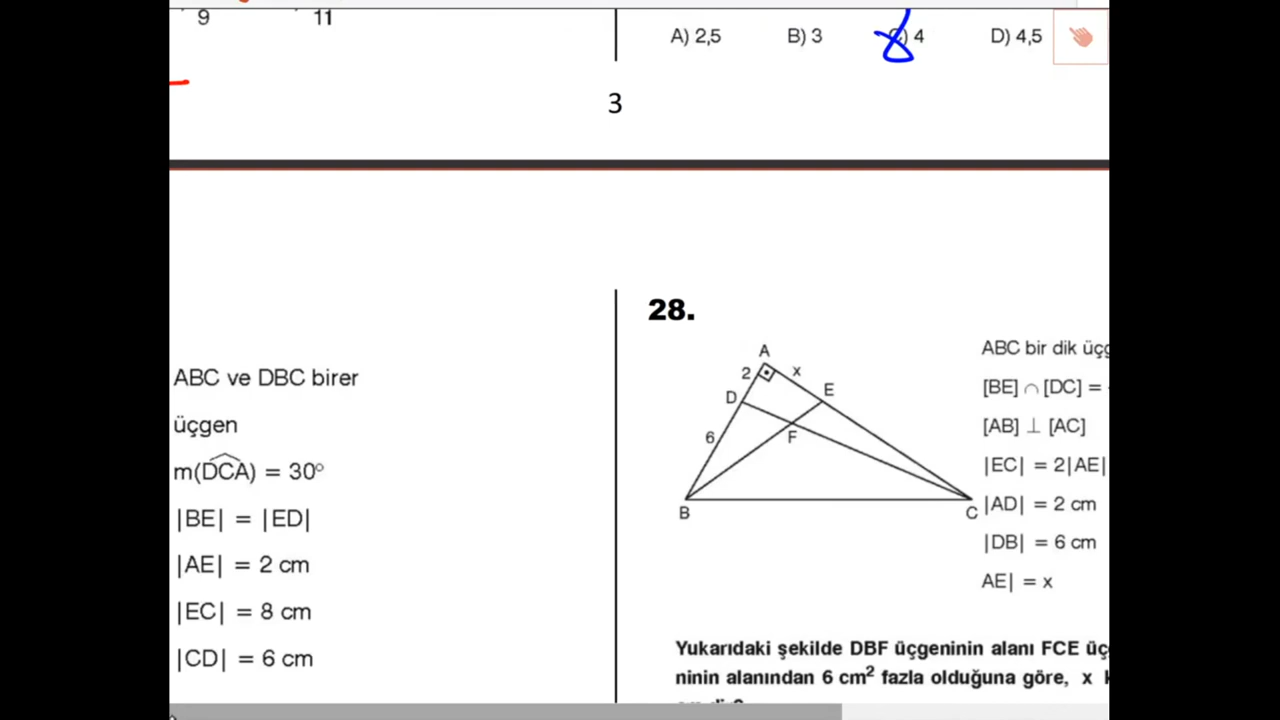 9 11
A) 2,5 B) 3 C) 4 D) 4,5
3
ABC ve DBC birer
üçgen
m(DCA) = 30°
|BE| = |ED|
|AE| = 2 cm
|EC| = 8 cm
|CD| = 6 cm
28.
A
2 x
D E
6 F
B C
ABC bir dik üçg
[BE] ∩ [DC] =
[AB] ⊥ [AC]
|EC| = 2|AE|
|AD| = 2 cm
|DB| = 6 cm
AE| = x
Yukarıdaki şekilde DBF üçgeninin alanı FCE üç
ninin alanından 6 cm² fazla olduğuna göre, x k